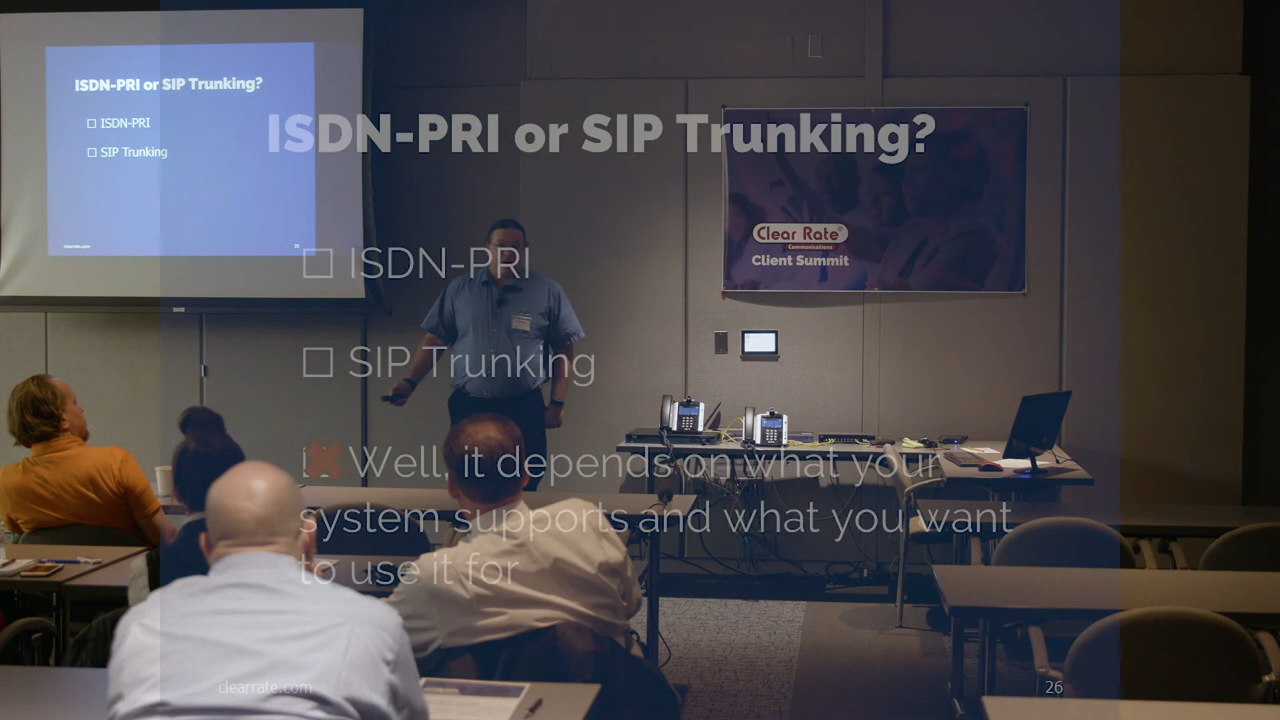 ISDN-PRI or SIP Trunking?
☐ ISDN-PRI
☐ SIP Trunking
clearrate.com
ISDN-PRI or SIP Trunking?
☐ ISDN-PRI
☐ SIP Trunking
Well, it depends on what your
system supports and what you want
to use it for
clearrate.com
26
Clear Rate®
Communications
Client Summit